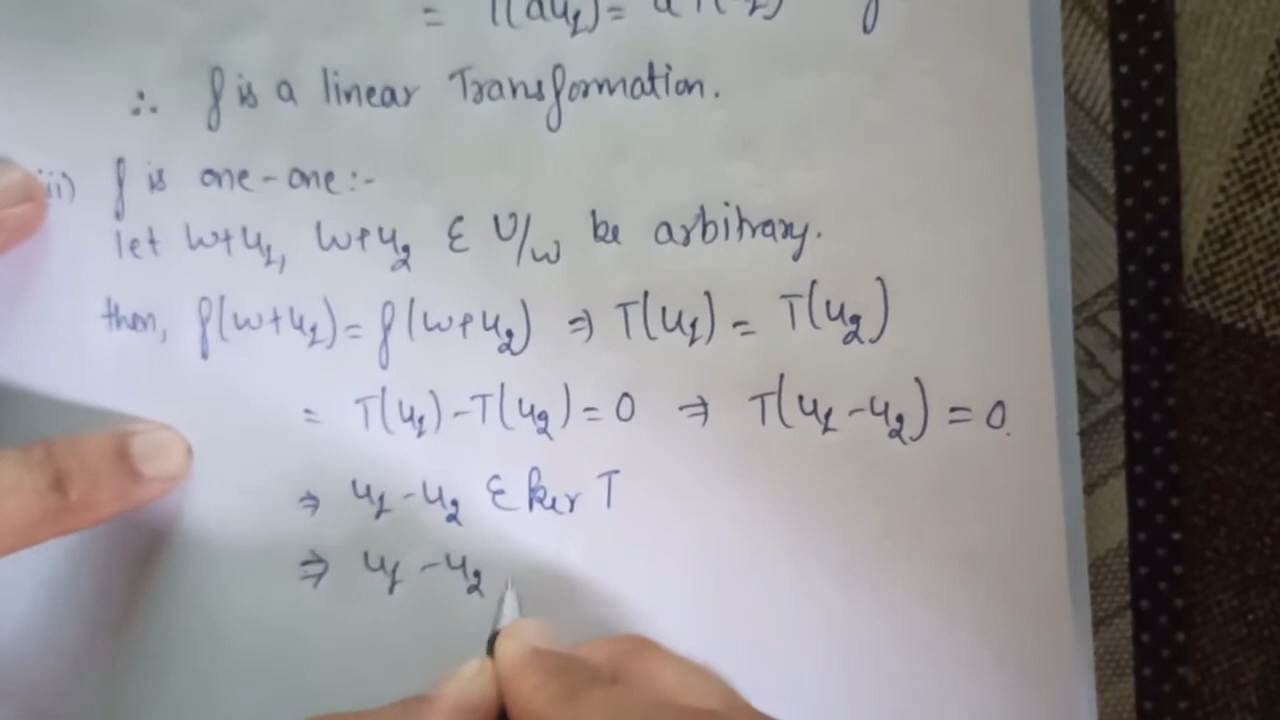 = T(au₁) = a T(
∴ f is a linear Transformation.
ii) f is one-one:-
let W+u₁, W+u₂ ∈ U/W be arbitrary.
then, f(W+u₁) = f(W+u₂) ⇒ T(u₁) = T(u₂)
= T(u₁) - T(u₂) = 0 ⇒ T(u₁ - u₂) = 0.
⇒ u₁ - u₂ ∈ ker T
⇒ u₁ - u₂